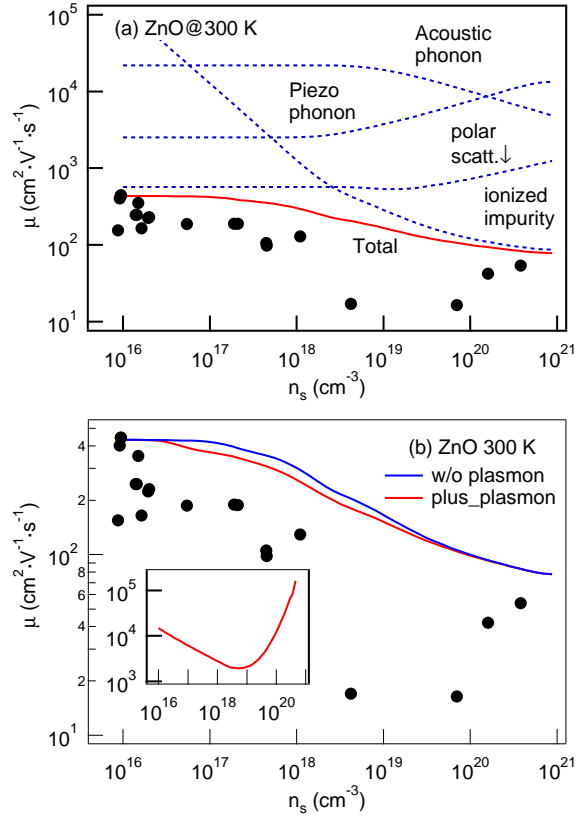 (a) ZnO@300 K
Acoustic
phonon
Piezo
phonon
polar
scatt.↓
ionized
impurity
Total
μ (cm²·V⁻¹·s⁻¹)
10⁵
10⁴
10³
10²
10¹
10¹⁶ 10¹⁷ 10¹⁸ 10¹⁹ 10²⁰ 10²¹
nₛ (cm⁻³)
(b) ZnO 300 K
w/o plasmon
plus_plasmon
μ (cm²·V⁻¹·s⁻¹)
4
2
10²
8
6
4
2
10¹
10⁵
10⁴
10³
10¹⁶ 10¹⁸ 10²⁰
10¹⁶ 10¹⁷ 10¹⁸ 10¹⁹ 10²⁰ 10²¹
nₛ (cm⁻³)